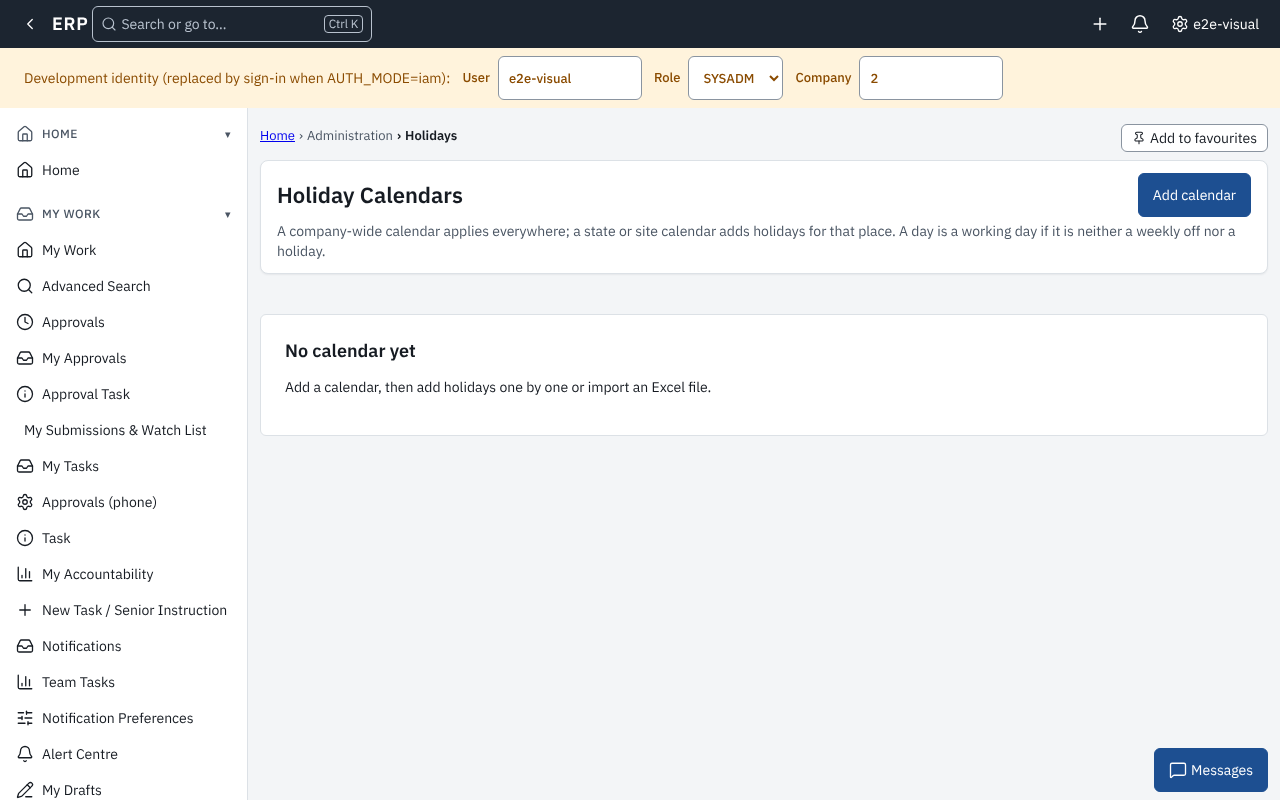 ERP
Search or go to... Ctrl K
e2e-visual
Development identity (replaced by sign-in when AUTH_MODE=iam): User e2e-visual Role SYSADM Company 2
HOME
Home
MY WORK
My Work
Advanced Search
Approvals
My Approvals
Approval Task
My Submissions & Watch List
My Tasks
Approvals (phone)
Task
My Accountability
New Task / Senior Instruction
Notifications
Team Tasks
Notification Preferences
Alert Centre
My Drafts
Home › Administration › Holidays
Add to favourites
Holiday Calendars
Add calendar
A company-wide calendar applies everywhere; a state or site calendar adds holidays for that place. A day is a working day if it is neither a weekly off nor a
holiday.
No calendar yet
Add a calendar, then add holidays one by one or import an Excel file.
Messages